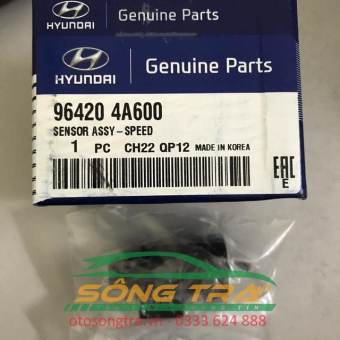 HYUNDAI
Genuine Parts
HYUNDAI
Genuine Parts
96420 4A600
SENSOR ASSY-SPEED
1 PC CH22 QP12 MADE IN KOREA
EAC
E
SÔNG TRÀ
otosongtra.vn - 0333 624 888